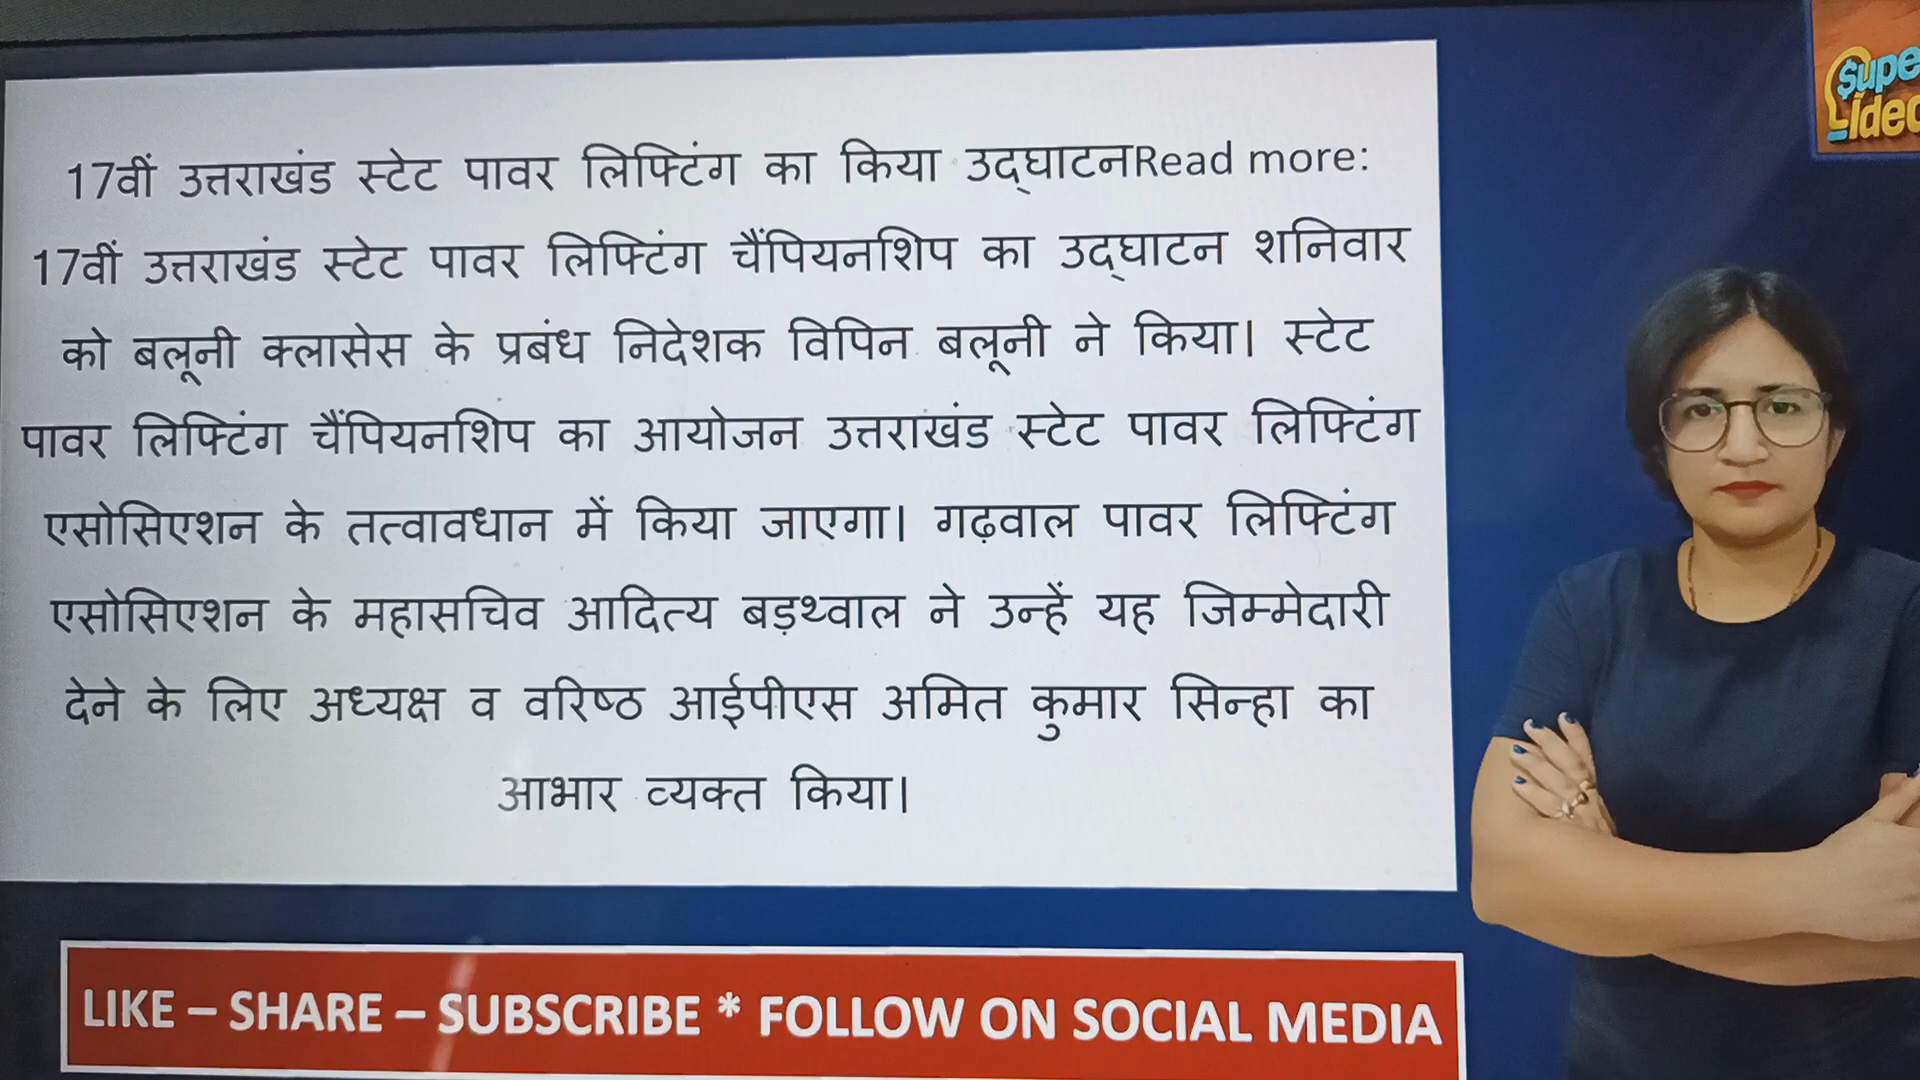 17वीं उत्तराखंड स्टेट पावर लिफ्टिंग का किया उद्घाटनRead more:
17वीं उत्तराखंड स्टेट पावर लिफ्टिंग चैंपियनशिप का उद्घाटन शनिवार
को बलूनी क्लासेस के प्रबंध निदेशक विपिन बलूनी ने किया। स्टेट
पावर लिफ्टिंग चैंपियनशिप का आयोजन उत्तराखंड स्टेट पावर लिफ्टिंग
एसोसिएशन के तत्वावधान में किया जाएगा। गढ़वाल पावर लिफ्टिंग
एसोसिएशन के महासचिव आदित्य बड़थ्वाल ने उन्हें यह जिम्मेदारी
देने के लिए अध्यक्ष व वरिष्ठ आईपीएस अमित कुमार सिन्हा का
आभार व्यक्त किया।
LIKE – SHARE – SUBSCRIBE * FOLLOW ON SOCIAL MEDIA